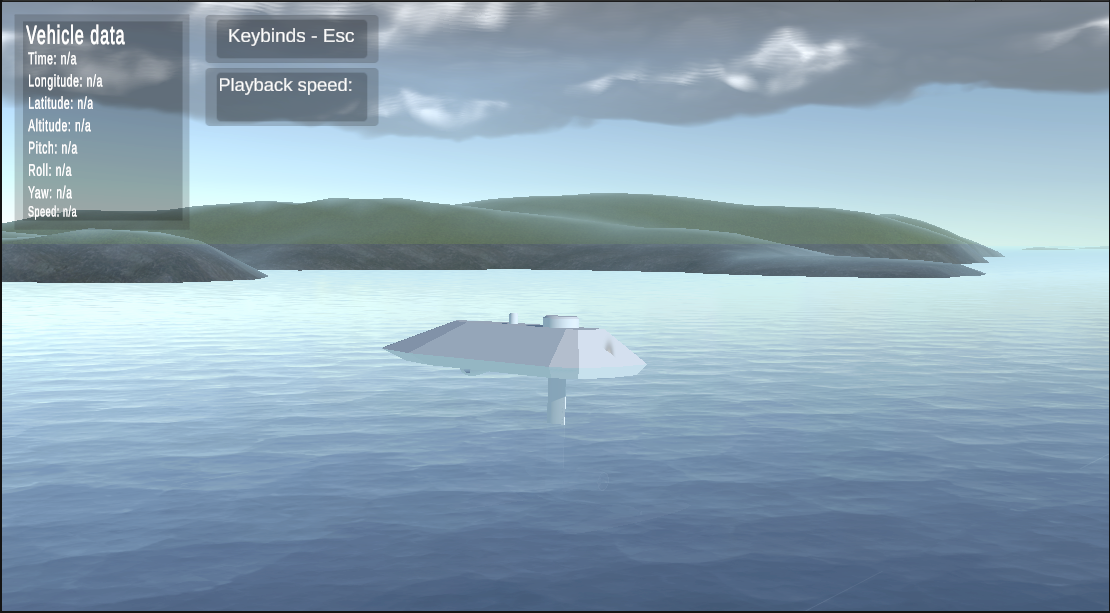 Vehicle data
Time: n/a
Longitude: n/a
Latitude: n/a
Altitude: n/a
Pitch: n/a
Roll: n/a
Yaw: n/a
Speed: n/a
Keybinds - Esc
Playback speed: